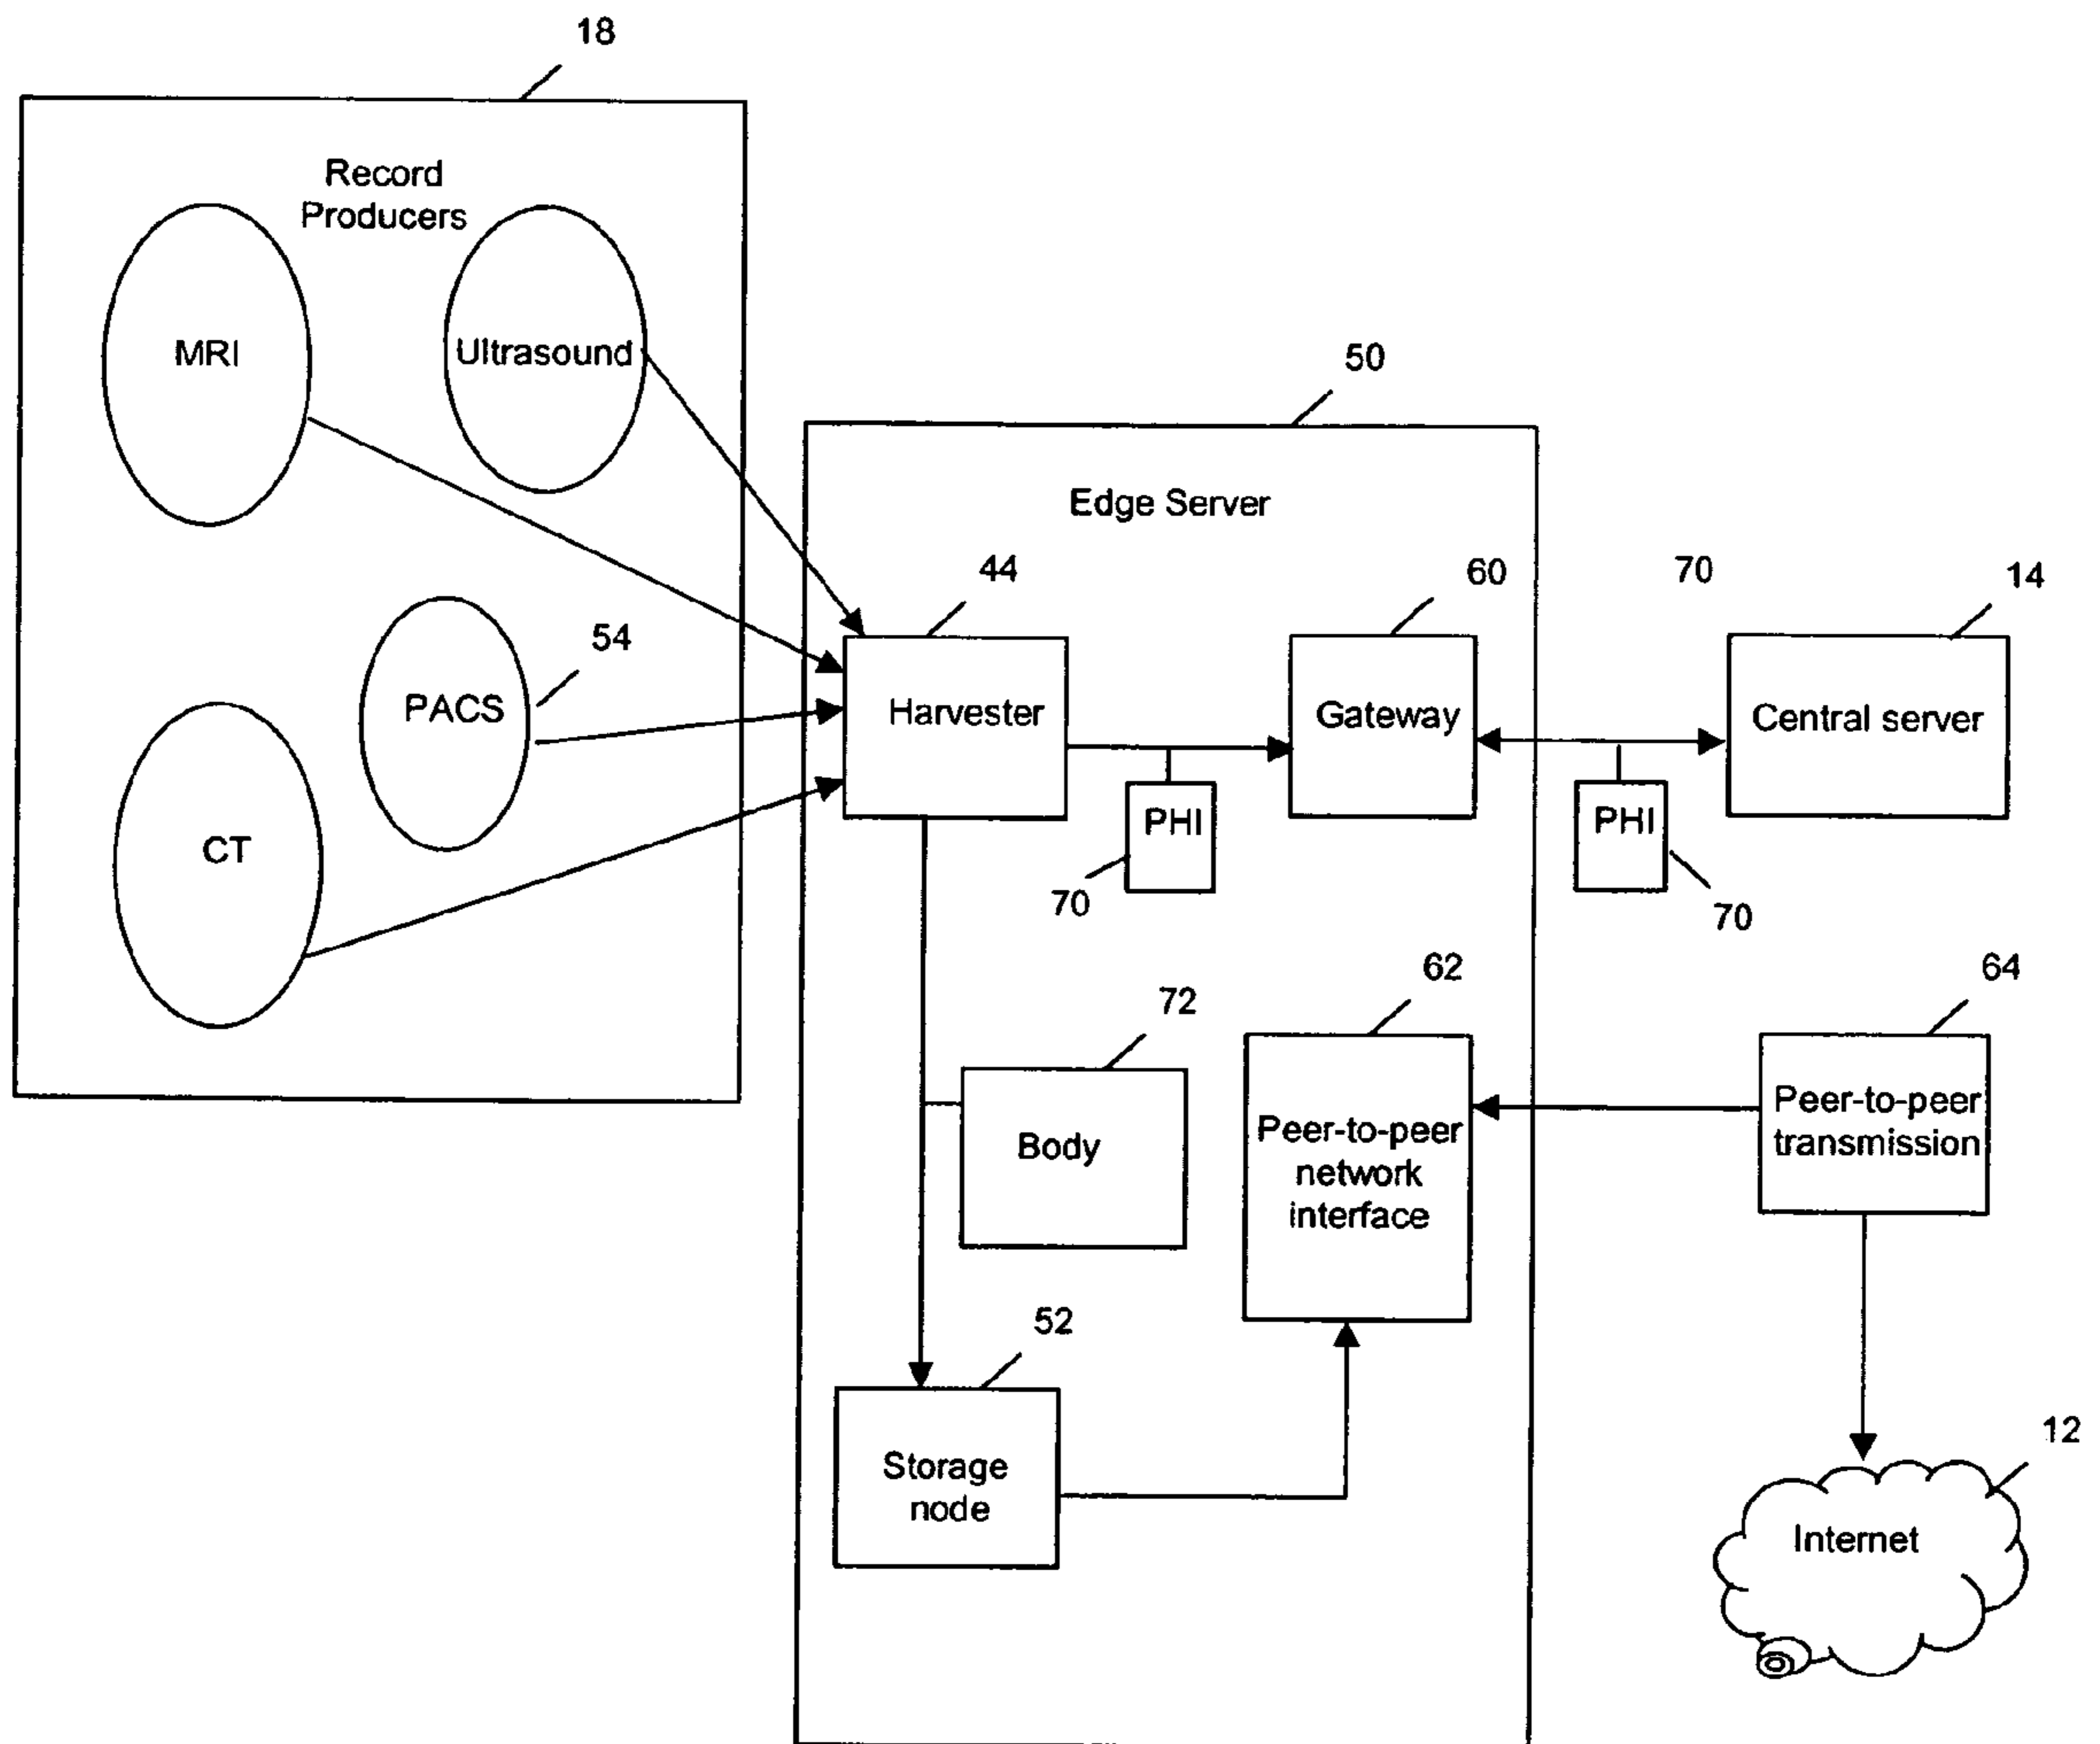 18
Record
Producers
MRI
Ultrasound
50
Edge Server
44
60
70
14
54
PACS
Harvester
Gateway
Central server
PHI
PHI
CT
70
70
62
64
72
Peer-to-peer
transmission
Peer-to-peer
network
interface
Body
52
12
Storage
node
Internet